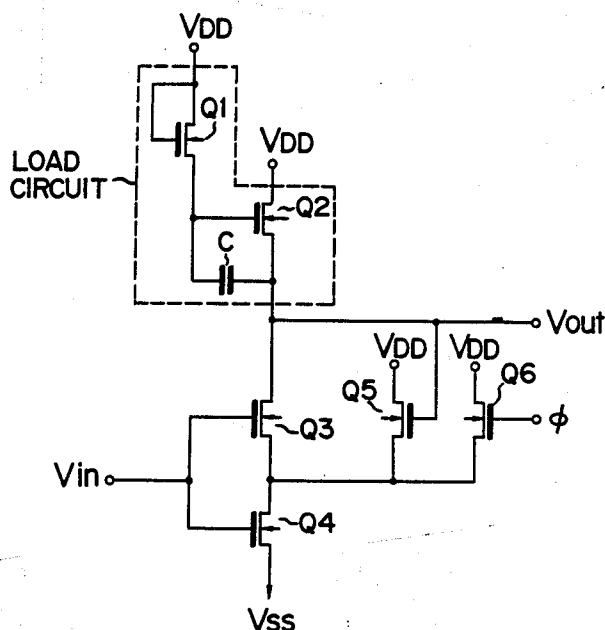 VDD
Q1
VDD
LOAD
CIRCUIT
Q2
C
Vout
VDD
VDD
Q5
Q6
Q3
ϕ
Vin
Q4
Vss